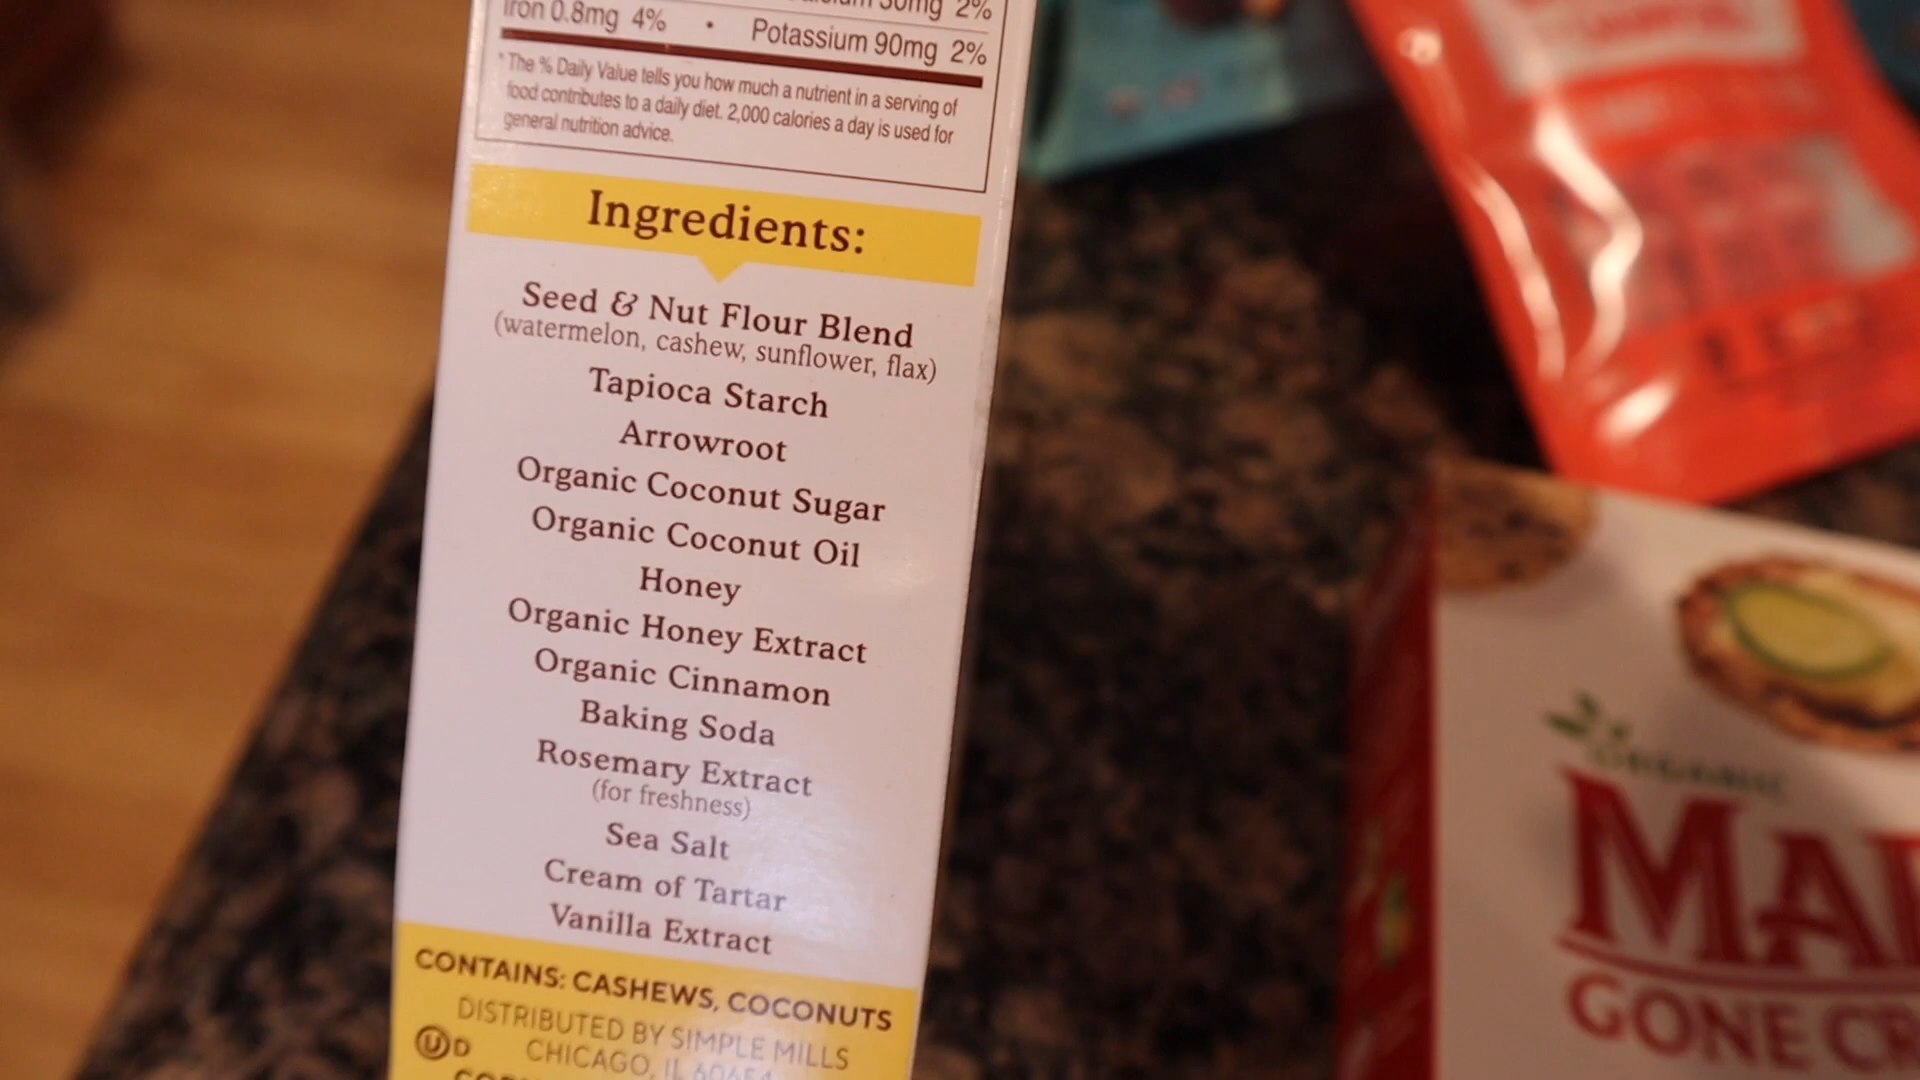 30mg 2%
Iron 0.8mg 4% • Potassium 90mg 2%
* The % Daily Value tells you how much a nutrient in a serving of
food contributes to a daily diet. 2,000 calories a day is used for
general nutrition advice.
Ingredients:
Seed & Nut Flour Blend
(watermelon, cashew, sunflower, flax)
Tapioca Starch
Arrowroot
Organic Coconut Sugar
Organic Coconut Oil
Honey
Organic Honey Extract
Organic Cinnamon
Baking Soda
Rosemary Extract
(for freshness)
Sea Salt
Cream of Tartar
Vanilla Extract
CONTAINS: CASHEWS, COCONUTS
DISTRIBUTED BY SIMPLE MILLS
U D CHICAGO, IL 60654
ORGANIC
MA
GONE CR